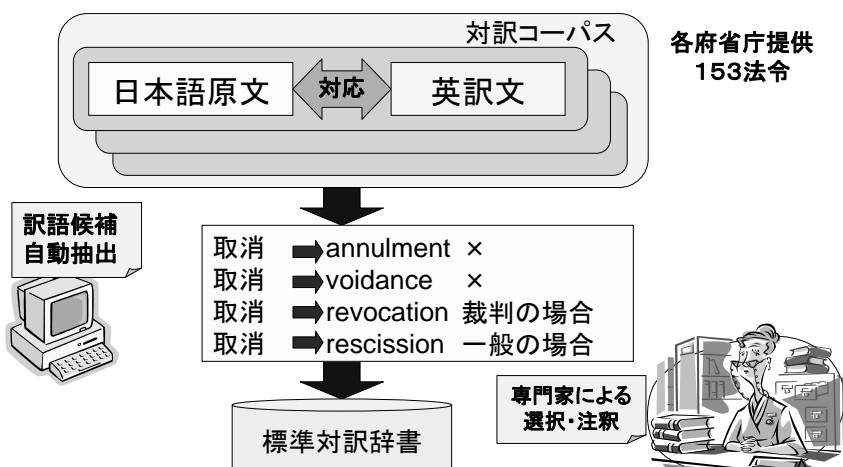 対訳コーパス
各府省庁提供
153法令
日本語原文
対応
英訳文
訳語候補
自動抽出
取消 annulment ×
取消 voidance ×
取消 revocation 裁判の場合
取消 rescission 一般の場合
専門家による
選択・注釈
標準対訳辞書